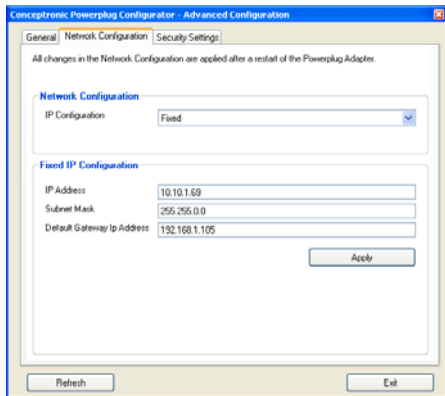 Conceptronic Powerplug Configurator - Advanced Configuration
General Network Configuration Security Settings
All changes in the Network Configuration are applied after a restart of the Powerplug Adapter.
Network Configuration
IP Configuration Fixed
Fixed IP Configuration
IP Address 10.10.1.69
Subnet Mask 255.255.0.0
Default Gateway Ip Address 192.168.1.105
Apply
Refresh Exit